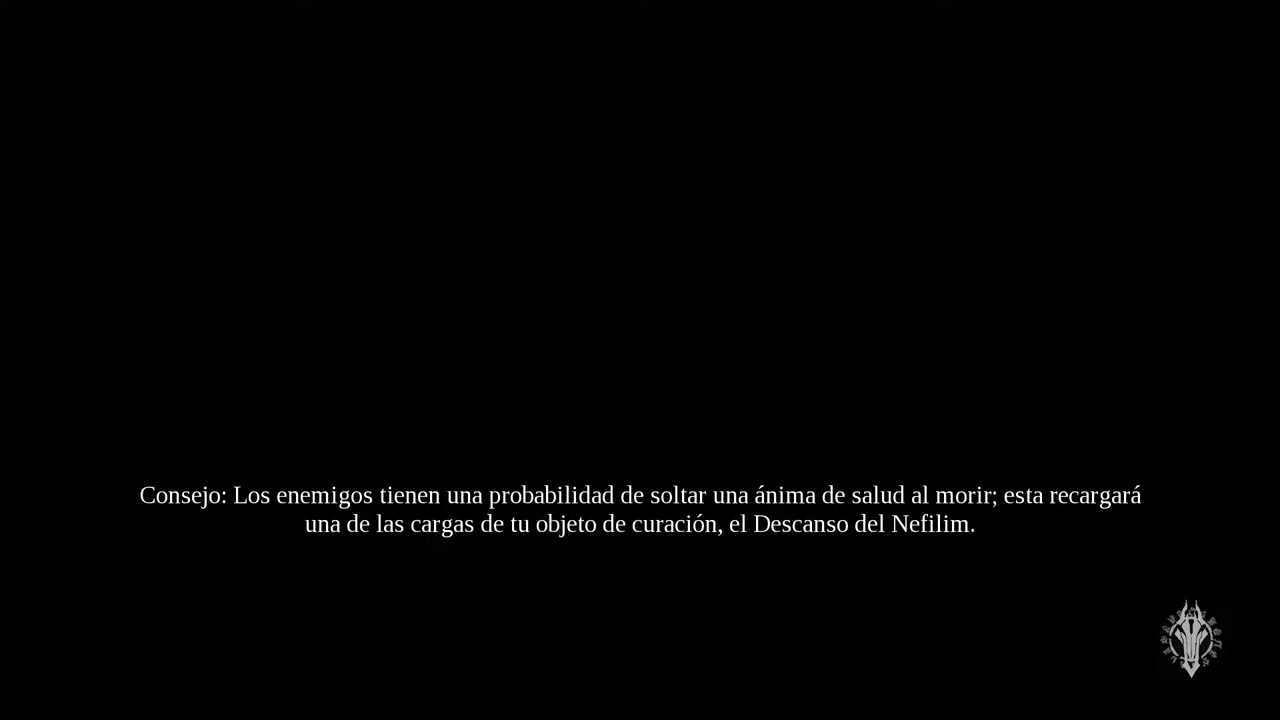 Consejo: Los enemigos tienen una probabilidad de soltar una ánima de salud al morir; esta recargará
una de las cargas de tu objeto de curación, el Descanso del Nefilim.